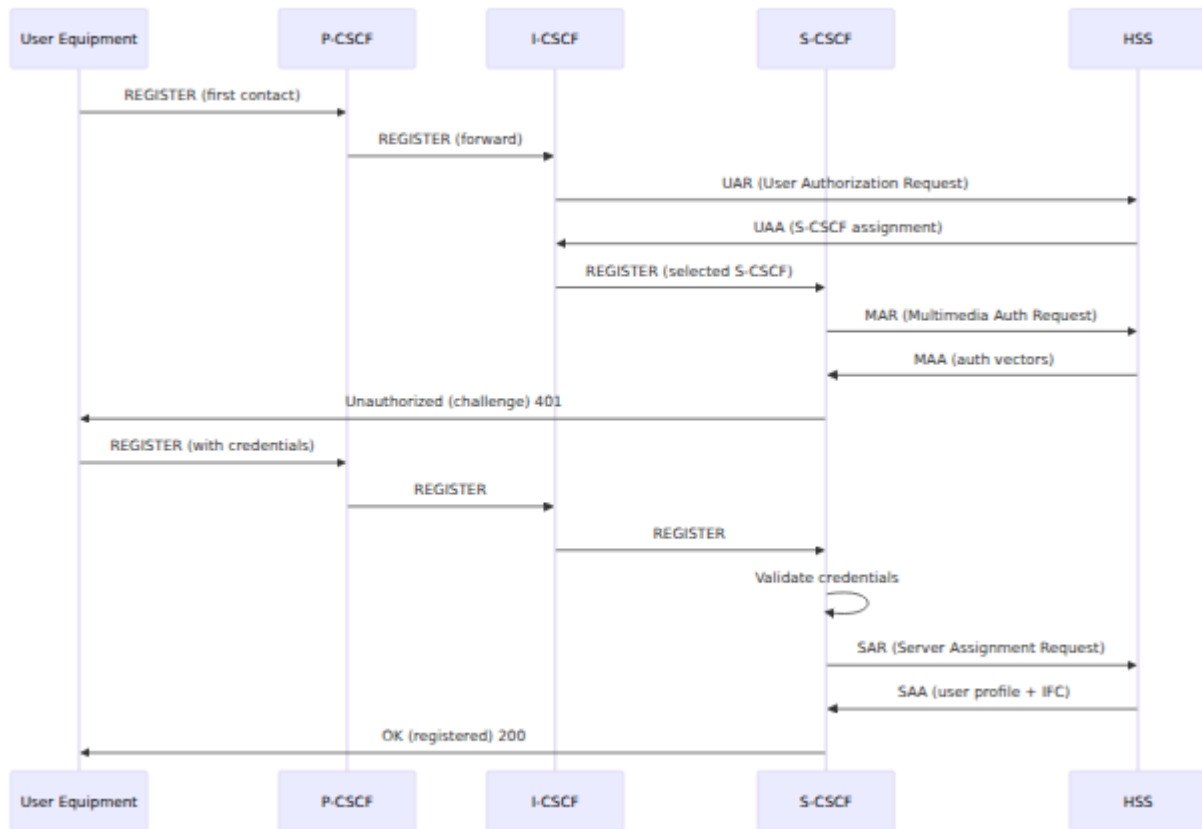 User Equipment
P-CSCF
I-CSCF
S-CSCF
HSS
REGISTER (first contact)
REGISTER (forward)
UAR (User Authorization Request)
UAA (S-CSCF assignment)
REGISTER (selected S-CSCF)
MAR (Multimedia Auth Request)
MAA (auth vectors)
Unauthorized (challenge) 401
REGISTER (with credentials)
REGISTER
REGISTER
Validate credentials
SAR (Server Assignment Request)
SAA (user profile + IFC)
OK (registered) 200
User Equipment
P-CSCF
I-CSCF
S-CSCF
HSS